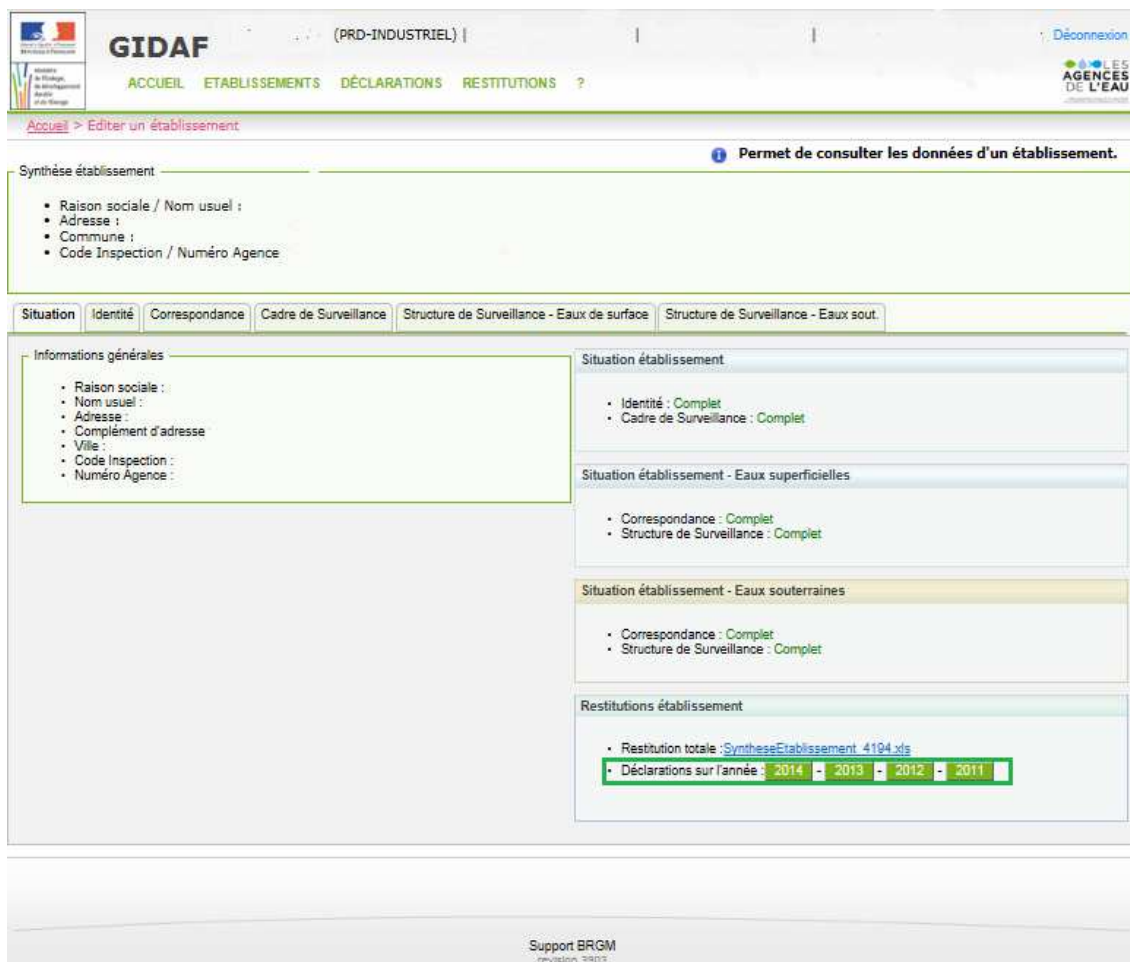 GIDAF
(PRD-INDUSTRIEL) |
|
|
Déconnexion
ACCUEIL ETABLISSEMENTS DÉCLARATIONS RESTITUTIONS ?
AGENCES
DE L'EAU
Accueil > Editer un établissement
Permet de consulter les données d'un établissement.
Synthèse établissement
• Raison sociale / Nom usuel :
• Adresse :
• Commune :
• Code Inspection / Numéro Agence
Situation Identité Correspondance Cadre de Surveillance Structure de Surveillance - Eaux de surface Structure de Surveillance - Eaux sout.
Informations générales
• Raison sociale :
• Nom usuel :
• Adresse :
• Complément d'adresse
• Ville :
• Code Inspection :
• Numéro Agence :
Situation établissement
• Identité : Complet
• Cadre de Surveillance : Complet
Situation établissement - Eaux superficielles
• Correspondance : Complet
• Structure de Surveillance : Complet
Situation établissement - Eaux souterraines
• Correspondance : Complet
• Structure de Surveillance : Complet
Restitutions établissement
• Restitution totale :SyntheseEtablissement_4194.xls
• Déclarations sur l'année : 2014 - 2013 - 2012 - 2011
Support BRGM
revision 3903